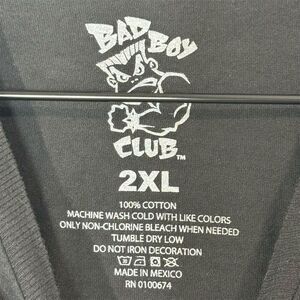 BAD BOY
CLUB™
2XL
100% COTTON
MACHINE WASH COLD WITH LIKE COLORS
ONLY NON-CHLORINE BLEACH WHEN NEEDED
TUMBLE DRY LOW
DO NOT IRON DECORATION
MADE IN MEXICO
RN 0100674